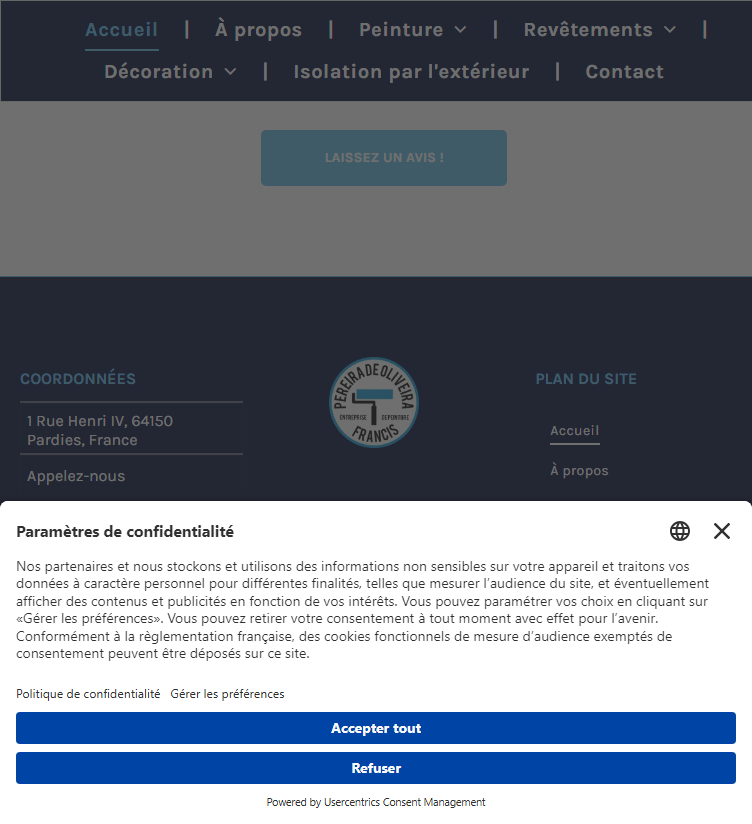 Accueil | À propos | Peinture | Revêtements |
Décoration | Isolation par l'extérieur | Contact
LAISSEZ UN AVIS !
COORDONNÉES
1 Rue Henri IV, 64150
Pardies, France
Appelez-nous
PEREIRA DE OLIVEIRA
ENTREPRISE DE PEINTURE
FRANCIS
PLAN DU SITE
Accueil
À propos
Paramètres de confidentialité
Nos partenaires et nous stockons et utilisons des informations non sensibles sur votre appareil et traitons vos
données à caractère personnel pour différentes finalités, telles que mesurer l’audience du site, et éventuellement
afficher des contenus et publicités en fonction de vos intérêts. Vous pouvez paramétrer vos choix en cliquant sur
«Gérer les préférences». Vous pouvez retirer votre consentement à tout moment avec effet pour l’avenir.
Conformément à la règlementation française, des cookies fonctionnels de mesure d’audience exemptés de
consentement peuvent être déposés sur ce site.
Politique de confidentialité Gérer les préférences
Accepter tout
Refuser
Powered by Usercentrics Consent Management